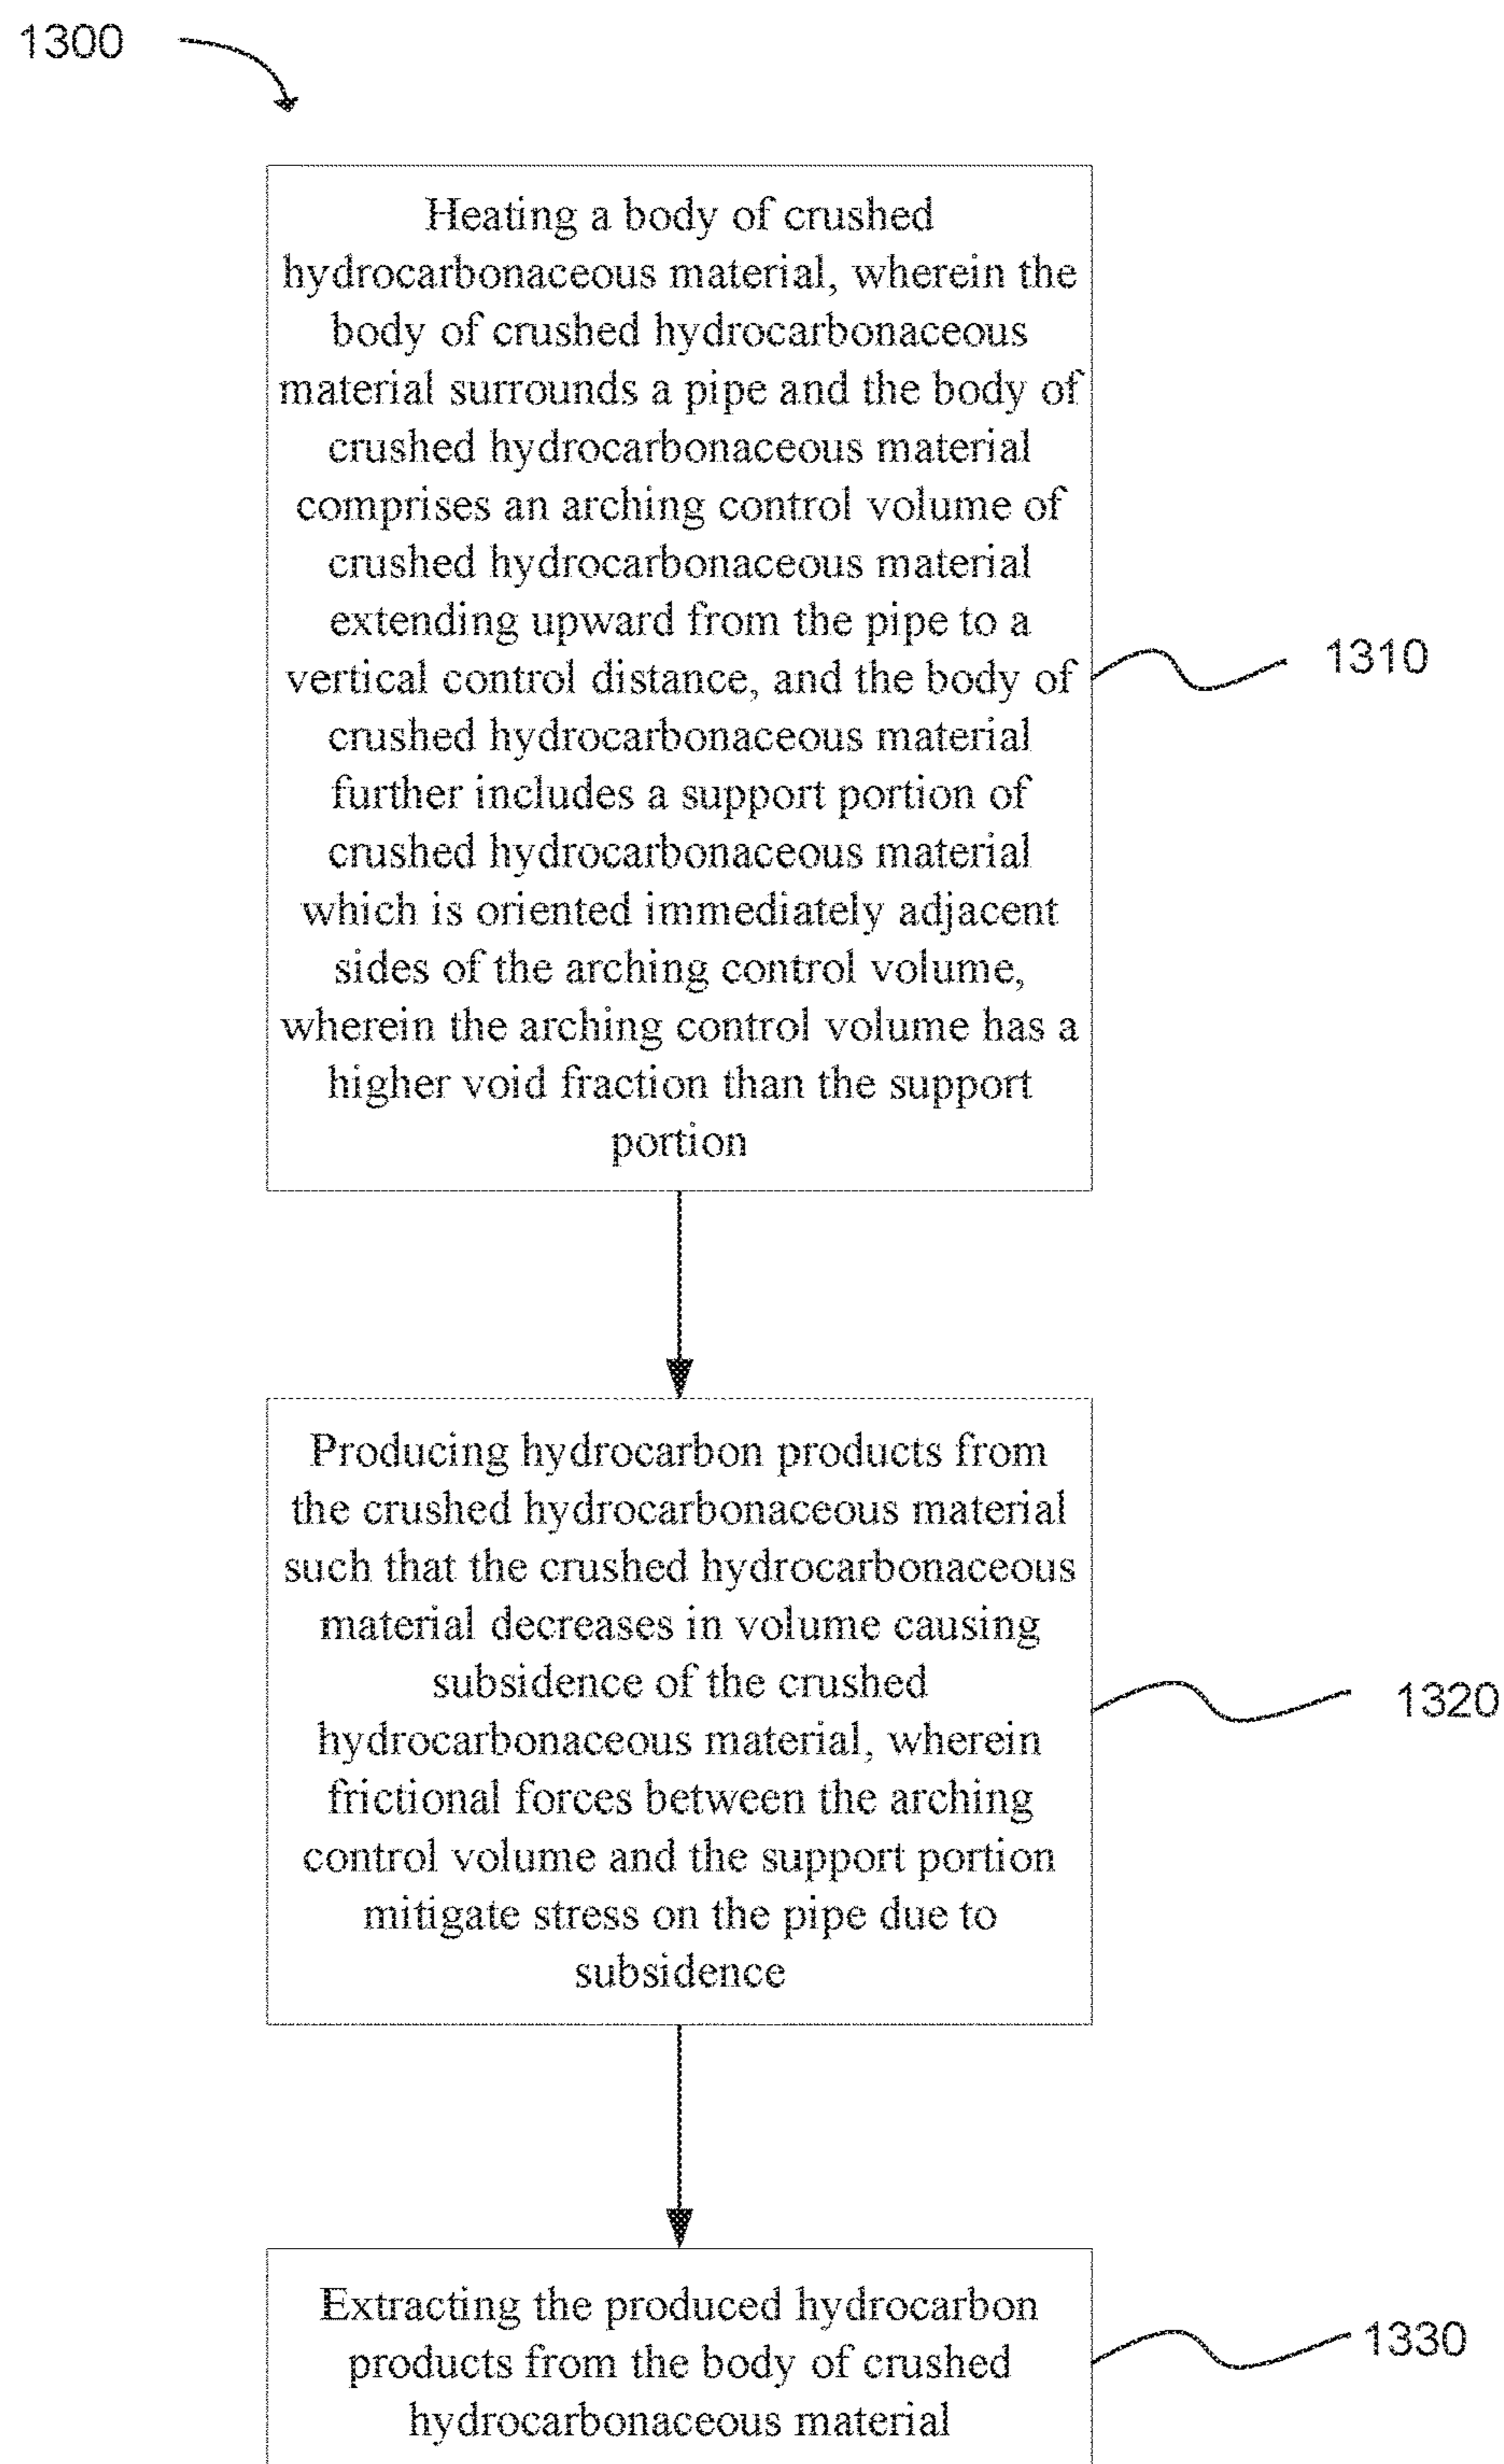 1300
Heating a body of crushed
hydrocarbonaceous material, wherein the
body of crushed hydrocarbonaceous
material surrounds a pipe and the body of
crushed hydrocarbonaceous material
comprises an arching control volume of
crushed hydrocarbonaceous material
extending upward from the pipe to a
vertical control distance, and the body of
crushed hydrocarbonaceous material
further includes a support portion of
crushed hydrocarbonaceous material
which is oriented immediately adjacent
sides of the arching control volume,
wherein the arching control volume has a
higher void fraction than the support
portion
1310
Producing hydrocarbon products from
the crushed hydrocarbonaceous material
such that the crushed hydrocarbonaceous
material decreases in volume causing
subsidence of the crushed
hydrocarbonaceous material, wherein
frictional forces between the arching
control volume and the support portion
mitigate stress on the pipe due to
subsidence
1320
Extracting the produced hydrocarbon
products from the body of crushed
hydrocarbonaceous material
1330